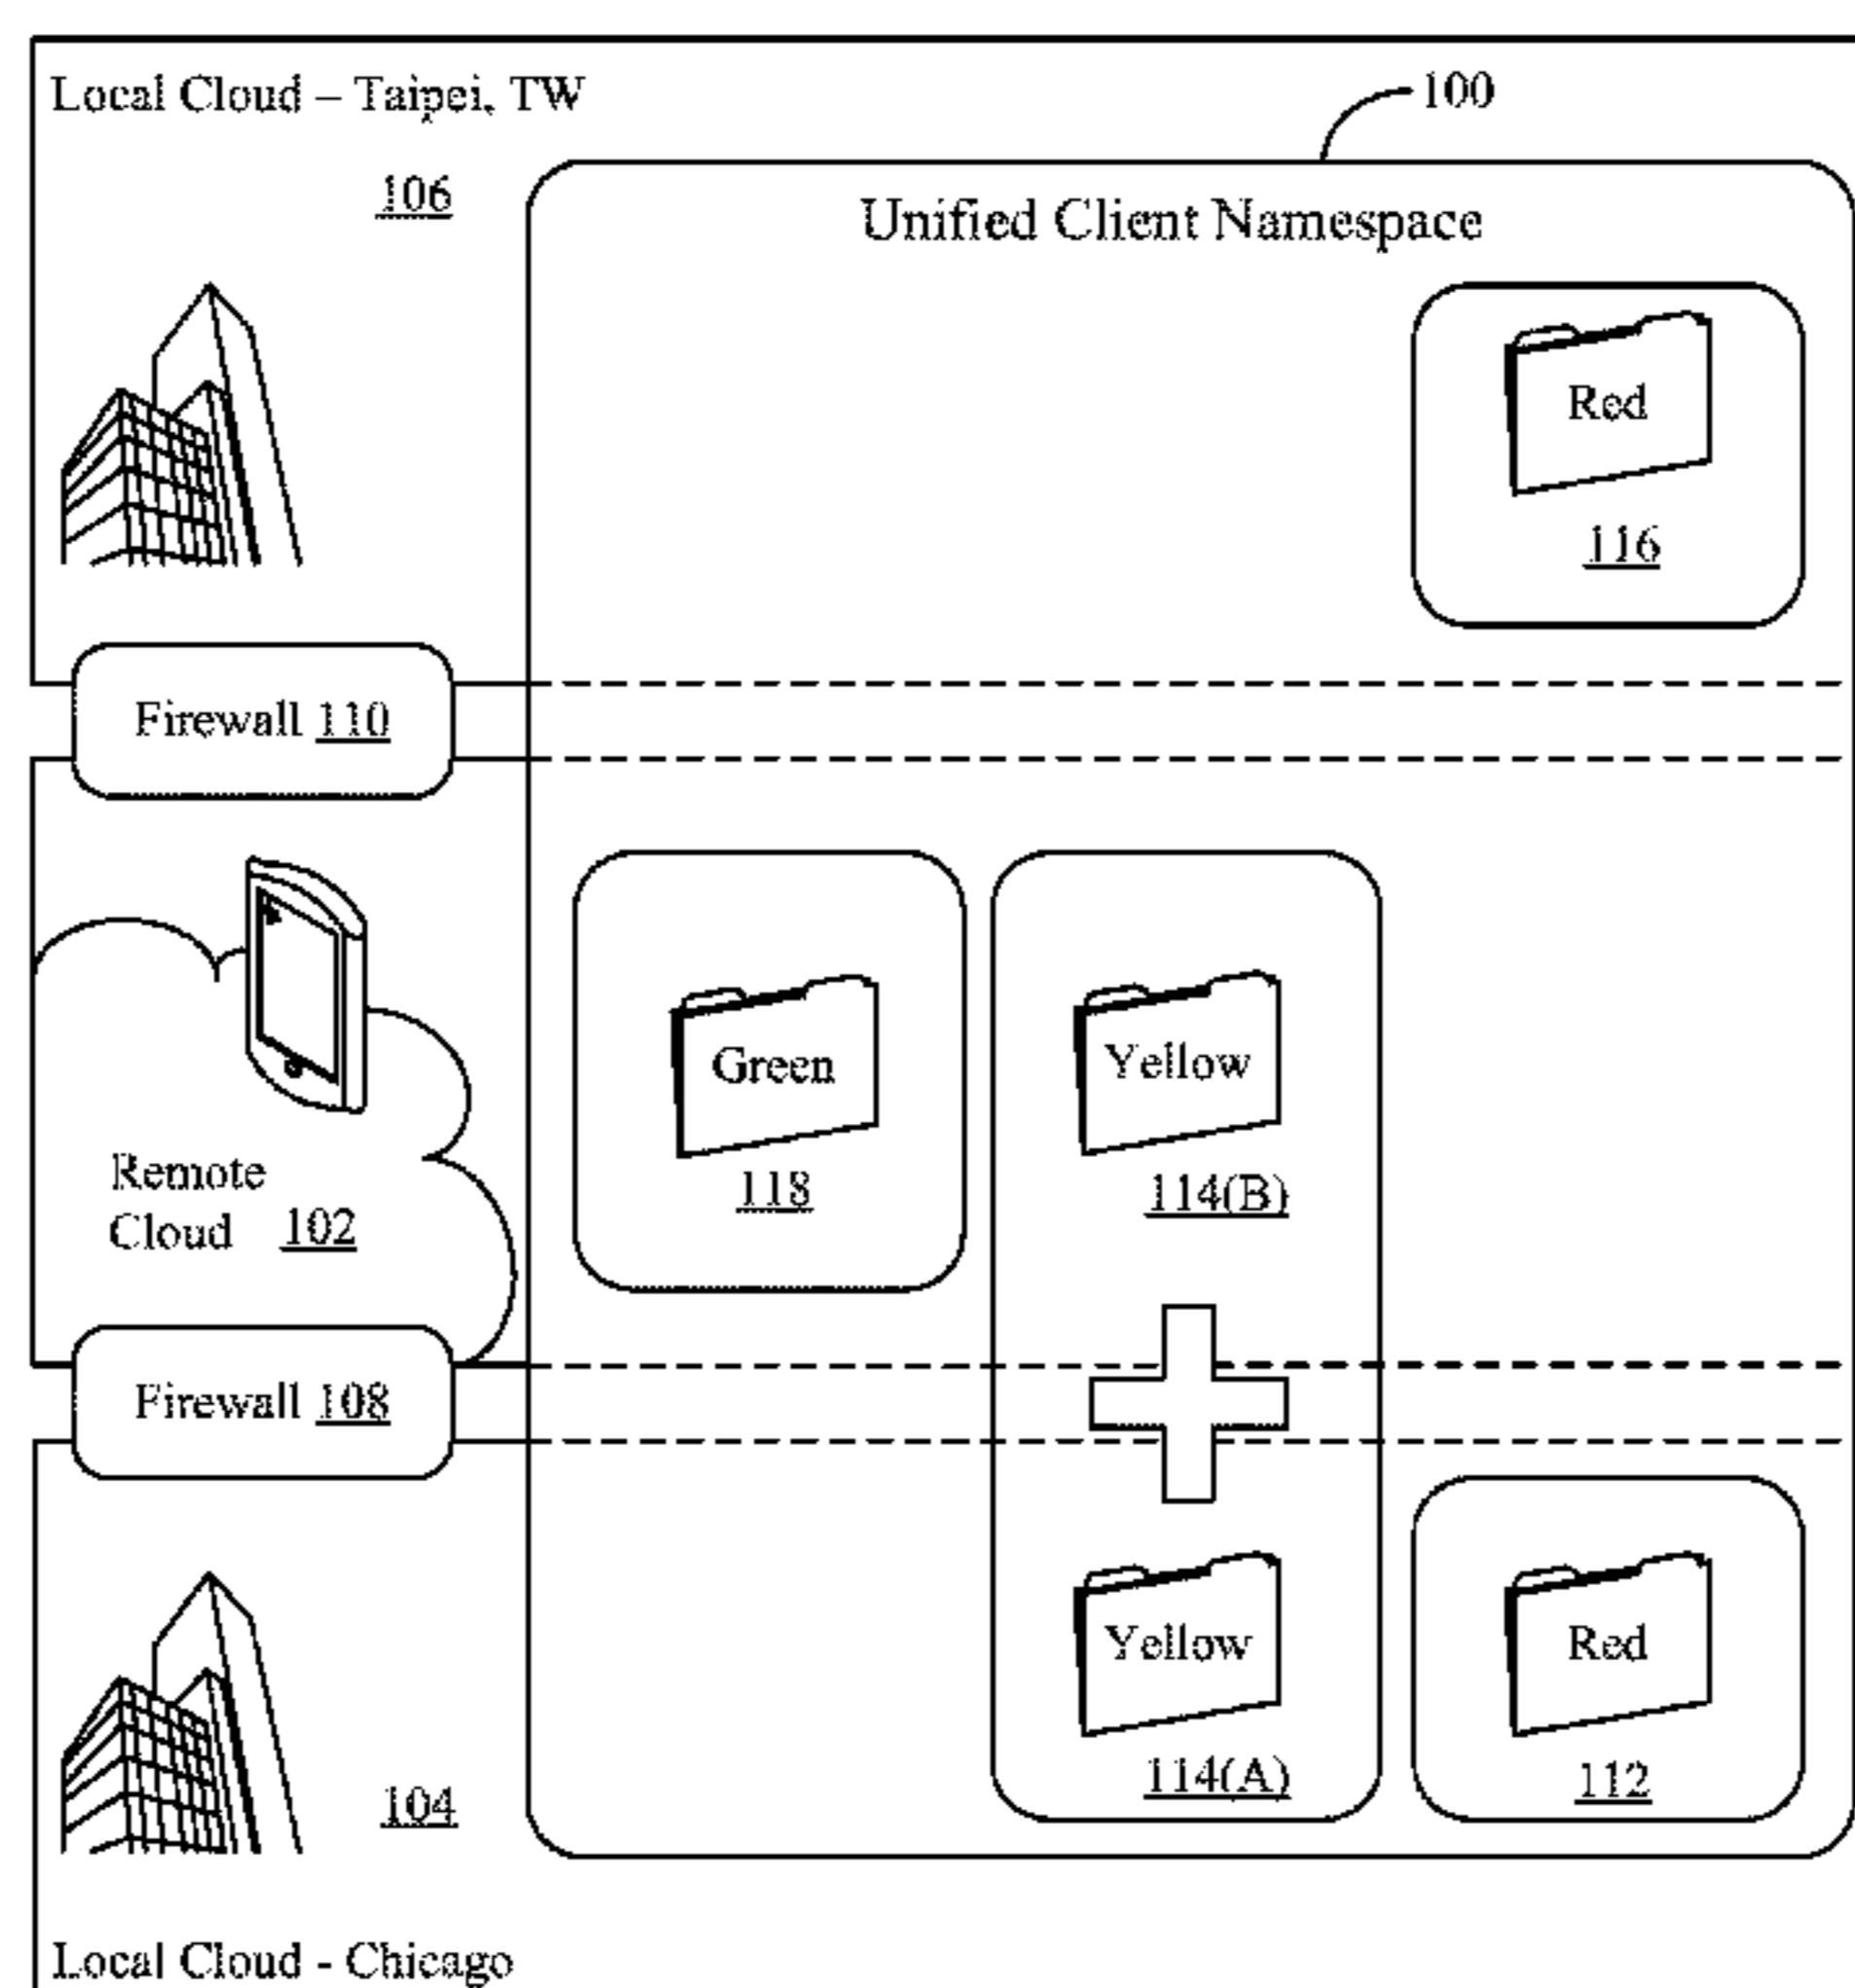 Local Cloud – Taipei, TW
100
106
Unified Client Namespace
Red
116
Firewall 110
Green
118
Yellow
114(B)
Remote
Cloud 102
Firewall 108
Yellow
114(A)
Red
112
104
Local Cloud - Chicago